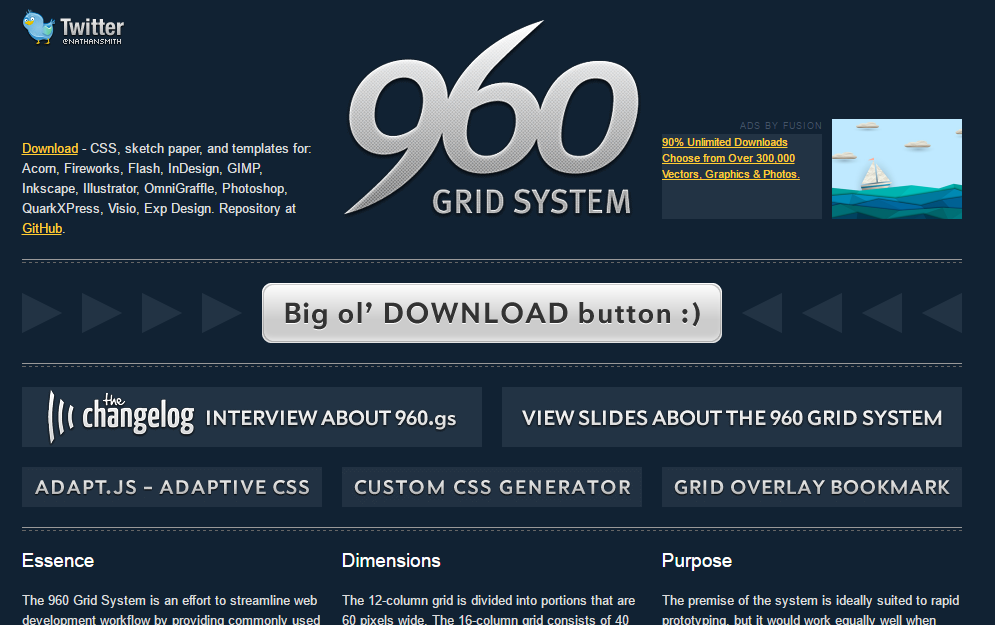 Twitter
@NATHANSMITH
960
GRID SYSTEM
Download - CSS, sketch paper, and templates for:
Acorn, Fireworks, Flash, InDesign, GIMP,
Inkscape, Illustrator, OmniGraffle, Photoshop,
QuarkXPress, Visio, Exp Design. Repository at
GitHub.
ADS BY FUSION
90% Unlimited Downloads
Choose from Over 300,000
Vectors, Graphics & Photos.
Big ol’ DOWNLOAD button :)
the changelog INTERVIEW ABOUT 960.gs
VIEW SLIDES ABOUT THE 960 GRID SYSTEM
ADAPT.JS – ADAPTIVE CSS
CUSTOM CSS GENERATOR
GRID OVERLAY BOOKMARK
Essence
The 960 Grid System is an effort to streamline web
development workflow by providing commonly used
Dimensions
The 12-column grid is divided into portions that are
60 pixels wide. The 16-column grid consists of 40
Purpose
The premise of the system is ideally suited to rapid
prototyping, but it would work equally well when